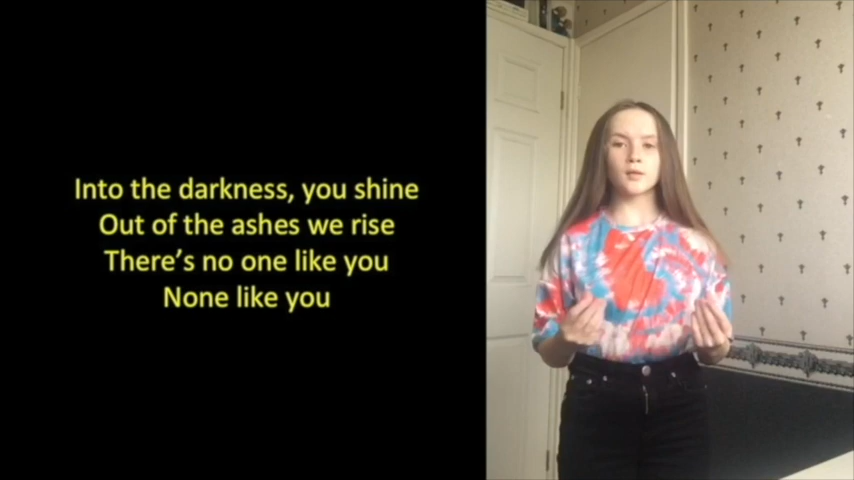 Into the darkness, you shine
Out of the ashes we rise
There's no one like you
None like you